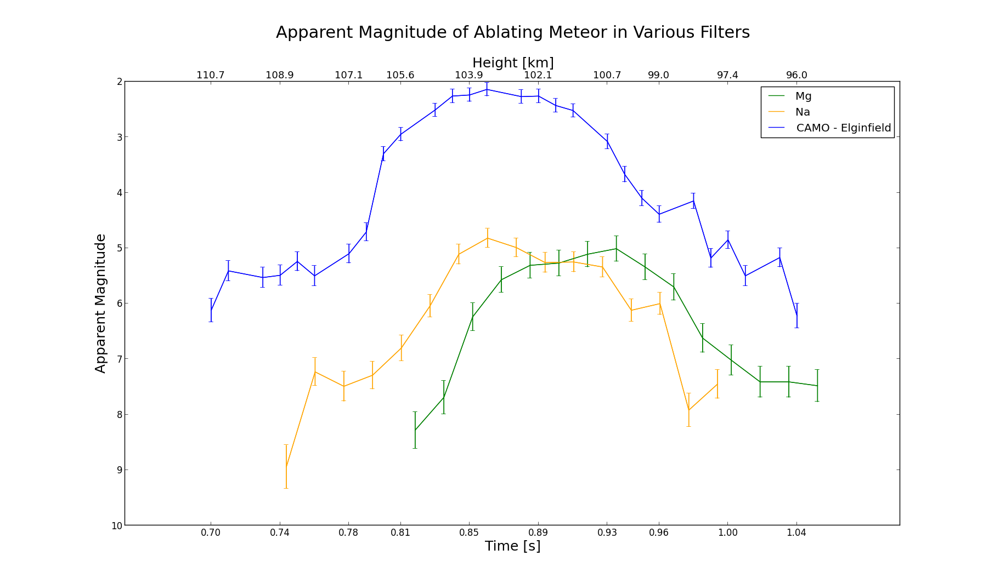 Apparent Magnitude of Ablating Meteor in Various Filters
Height [km]
110.7 108.9 107.1 105.6 103.9 102.1 100.7 99.0 97.4 96.0
Mg
Na
CAMO - Elginfield
Apparent Magnitude
2
3
4
5
6
7
8
9
10
0.70 0.74 0.78 0.81 0.85 0.89 0.93 0.96 1.00 1.04
Time [s]